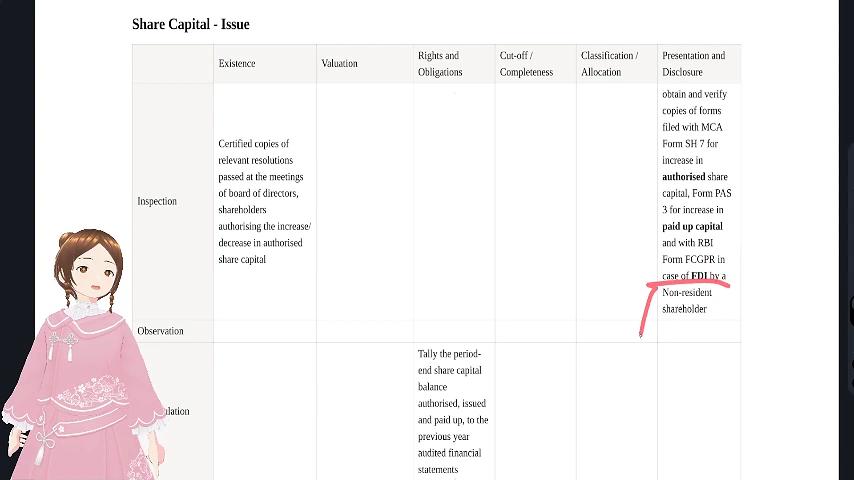 Share Capital - Issue
Existence
Valuation
Rights and
Obligations
Cut-off /
Completeness
Classification /
Allocation
Presentation and
Disclosure
Inspection
Certified copies of
relevant resolutions
passed at the meetings
of board of directors,
shareholders
authorising the increase/
decrease in authorised
share capital
obtain and verify
copies of forms
filed with MCA
Form SH 7 for
increase in
authorised share
capital, Form PAS
3 for increase in
paid up capital
and with RBI
Form FCGPR in
case of FDI by a
Non-resident
shareholder
Observation
ulation
Tally the period-
end share capital
balance
authorised, issued
and paid up, to the
previous year
audited financial
statements